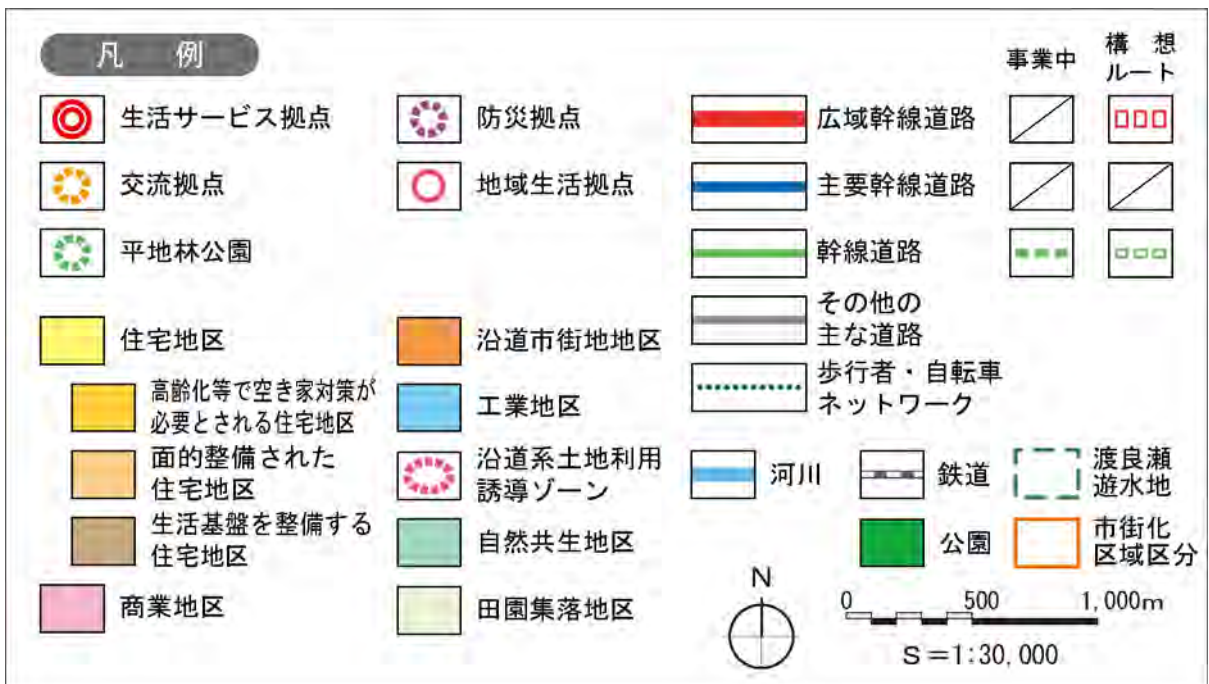 凡 例
生活サービス拠点
交流拠点
平地林公園
住宅地区
高齢化等で空き家対策が
必要とされる住宅地区
面的整備された
住宅地区
生活基盤を整備する
住宅地区
商業地区
防災拠点
地域生活拠点
沿道市街地地区
工業地区
沿道系土地利用
誘導ゾーン
自然共生地区
田園集落地区
事業中
構 想
ルート
広域幹線道路
主要幹線道路
幹線道路
その他の
主な道路
歩行者・自転車
ネットワーク
河川
鉄道
渡良瀬
遊水地
公園
市街化
区域区分
N
0 500 1,000m
S=1:30,000